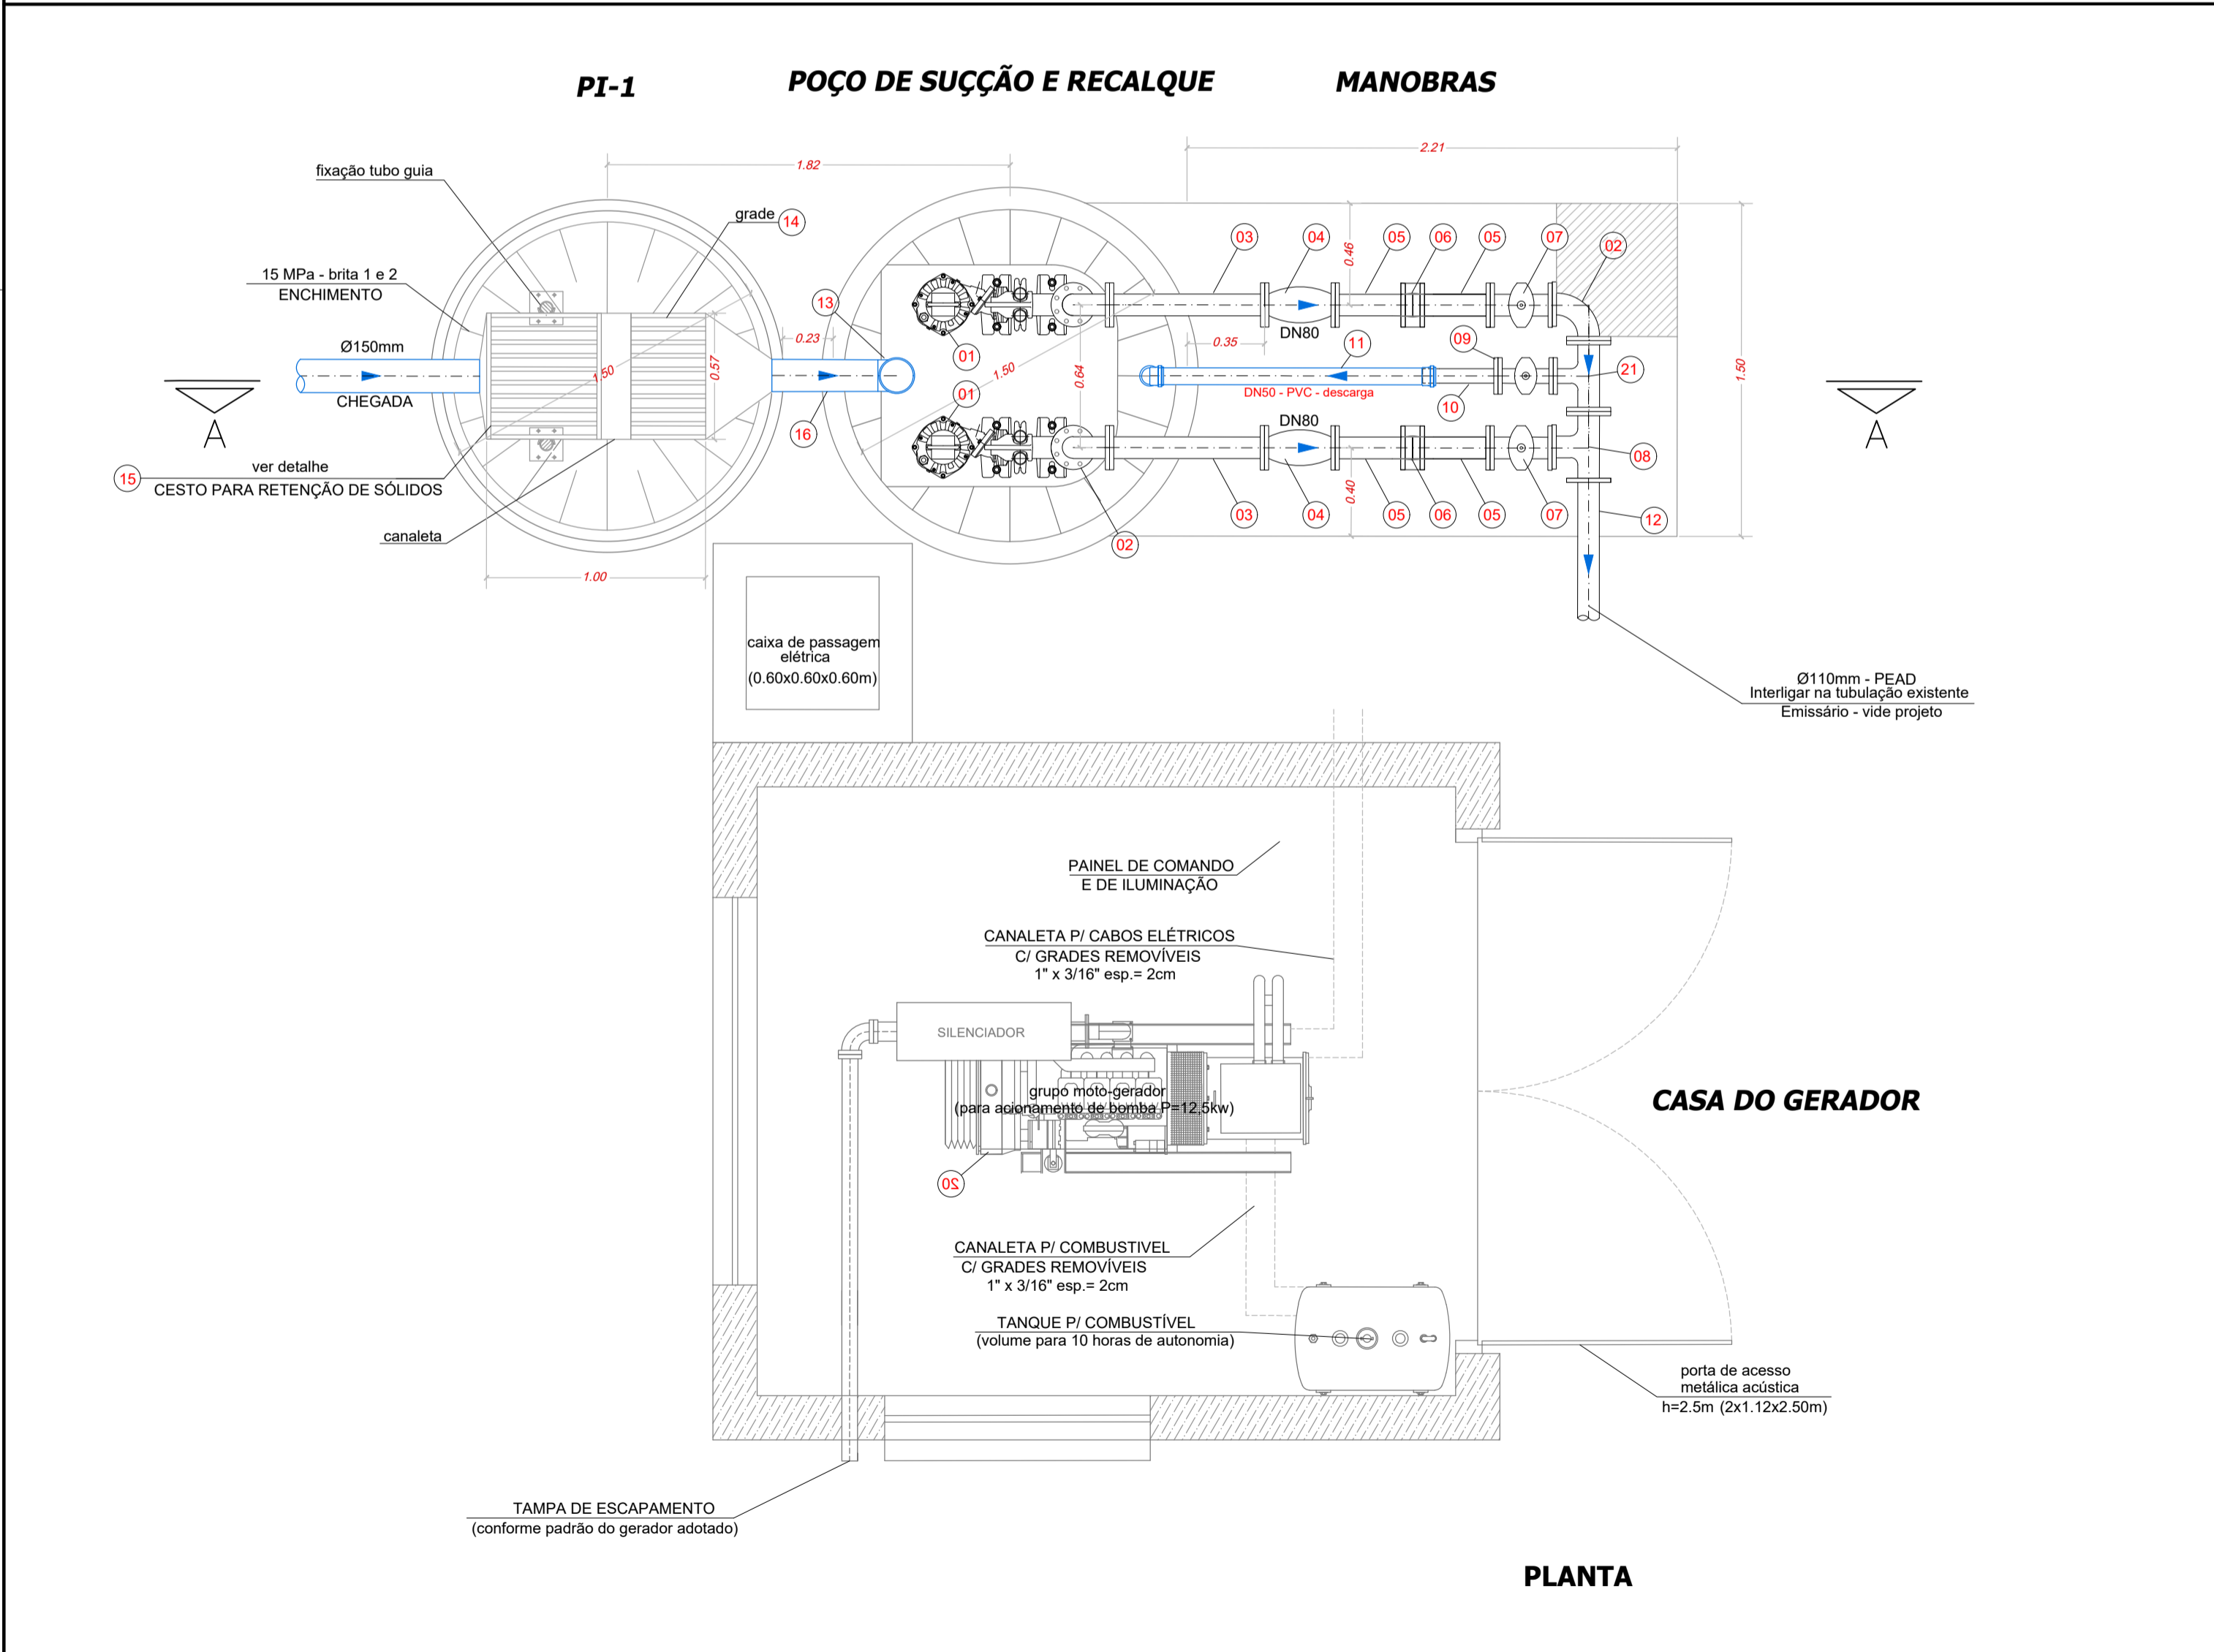 PI-1
POÇO DE SUCÇÃO E RECALQUE
MANOBRAS
2.21
1.82
fixação tubo guia
grade 14
15 MPa - brita 1 e 2
ENCHIMENTO
Ø150mm
CHEGADA
A
15
ver detalhe
CESTO PARA RETENÇÃO DE SÓLIDOS
canaleta
1.00
1.50
0.57
0.23
13
16
01
1.50
01
0.64
02
03
04
0.46
05
06
05
07
02
DN80
0.35
11
09
21
DN50 - PVC - descarga
10
DN80
08
0.40
03
04
05
06
05
07
12
1.50
A
caixa de passagem
elétrica
(0.60x0.60x0.60m)
Ø110mm - PEAD
Interligar na tubulação existente
Emissário - vide projeto
PAINEL DE COMANDO
E DE ILUMINAÇÃO
CANALETA P/ CABOS ELÉTRICOS
C/ GRADES REMOVÍVEIS
1" x 3/16" esp.= 2cm
SILENCIADOR
grupo moto-gerador
(para acionamento de bomba P=12,5kw)
20
CASA DO GERADOR
CANALETA P/ COMBUSTIVEL
C/ GRADES REMOVÍVEIS
1" x 3/16" esp.= 2cm
TANQUE P/ COMBUSTÍVEL
(volume para 10 horas de autonomia)
porta de acesso
metálica acústica
h=2.5m (2x1.12x2.50m)
TAMPA DE ESCAPAMENTO
(conforme padrão do gerador adotado)
PLANTA